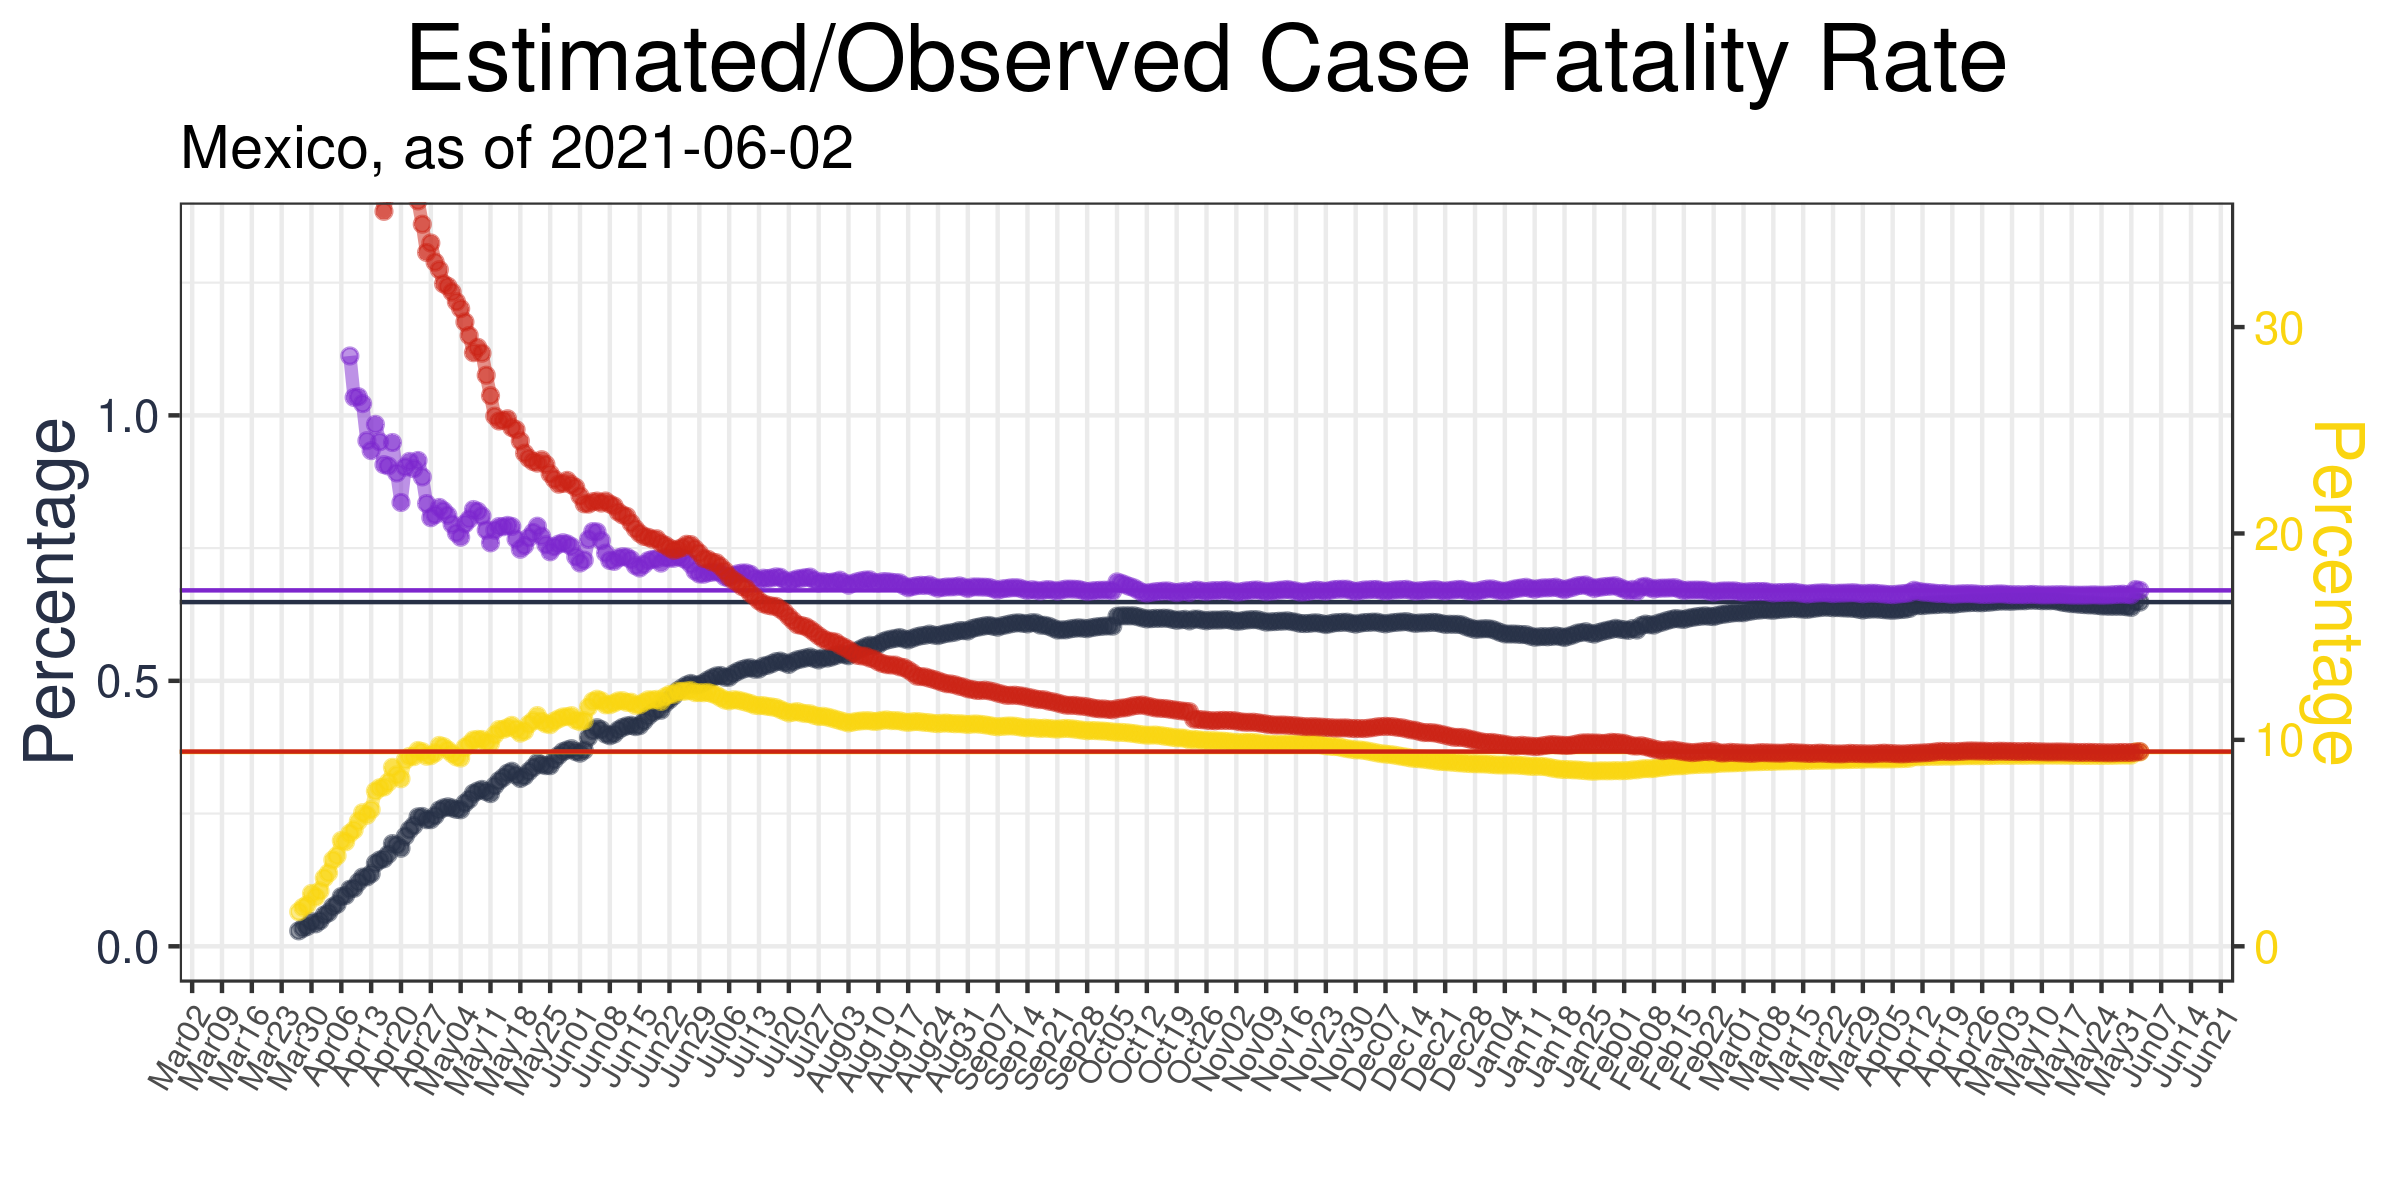 Estimated/Observed Case Fatality Rate
Mexico, as of 2021-06-02
Percentage
1.0
0.5
0.0
30
20
10
0
Percentage
Mar02
Mar09
Mar16
Mar23
Mar30
Apr06
Apr13
Apr20
Apr27
May04
May11
May18
May25
Jun01
Jun08
Jun15
Jun22
Jun29
Jul06
Jul13
Jul20
Jul27
Aug03
Aug10
Aug17
Aug24
Aug31
Sep07
Sep14
Sep21
Sep28
Oct05
Oct12
Oct19
Oct26
Nov02
Nov09
Nov16
Nov23
Nov30
Dec07
Dec14
Dec21
Dec28
Jan04
Jan11
Jan18
Jan25
Feb01
Feb08
Feb15
Feb22
Mar01
Mar08
Mar15
Mar22
Mar29
Apr05
Apr12
Apr19
Apr26
May03
May10
May17
May24
May31
Jun07
Jun14
Jun21